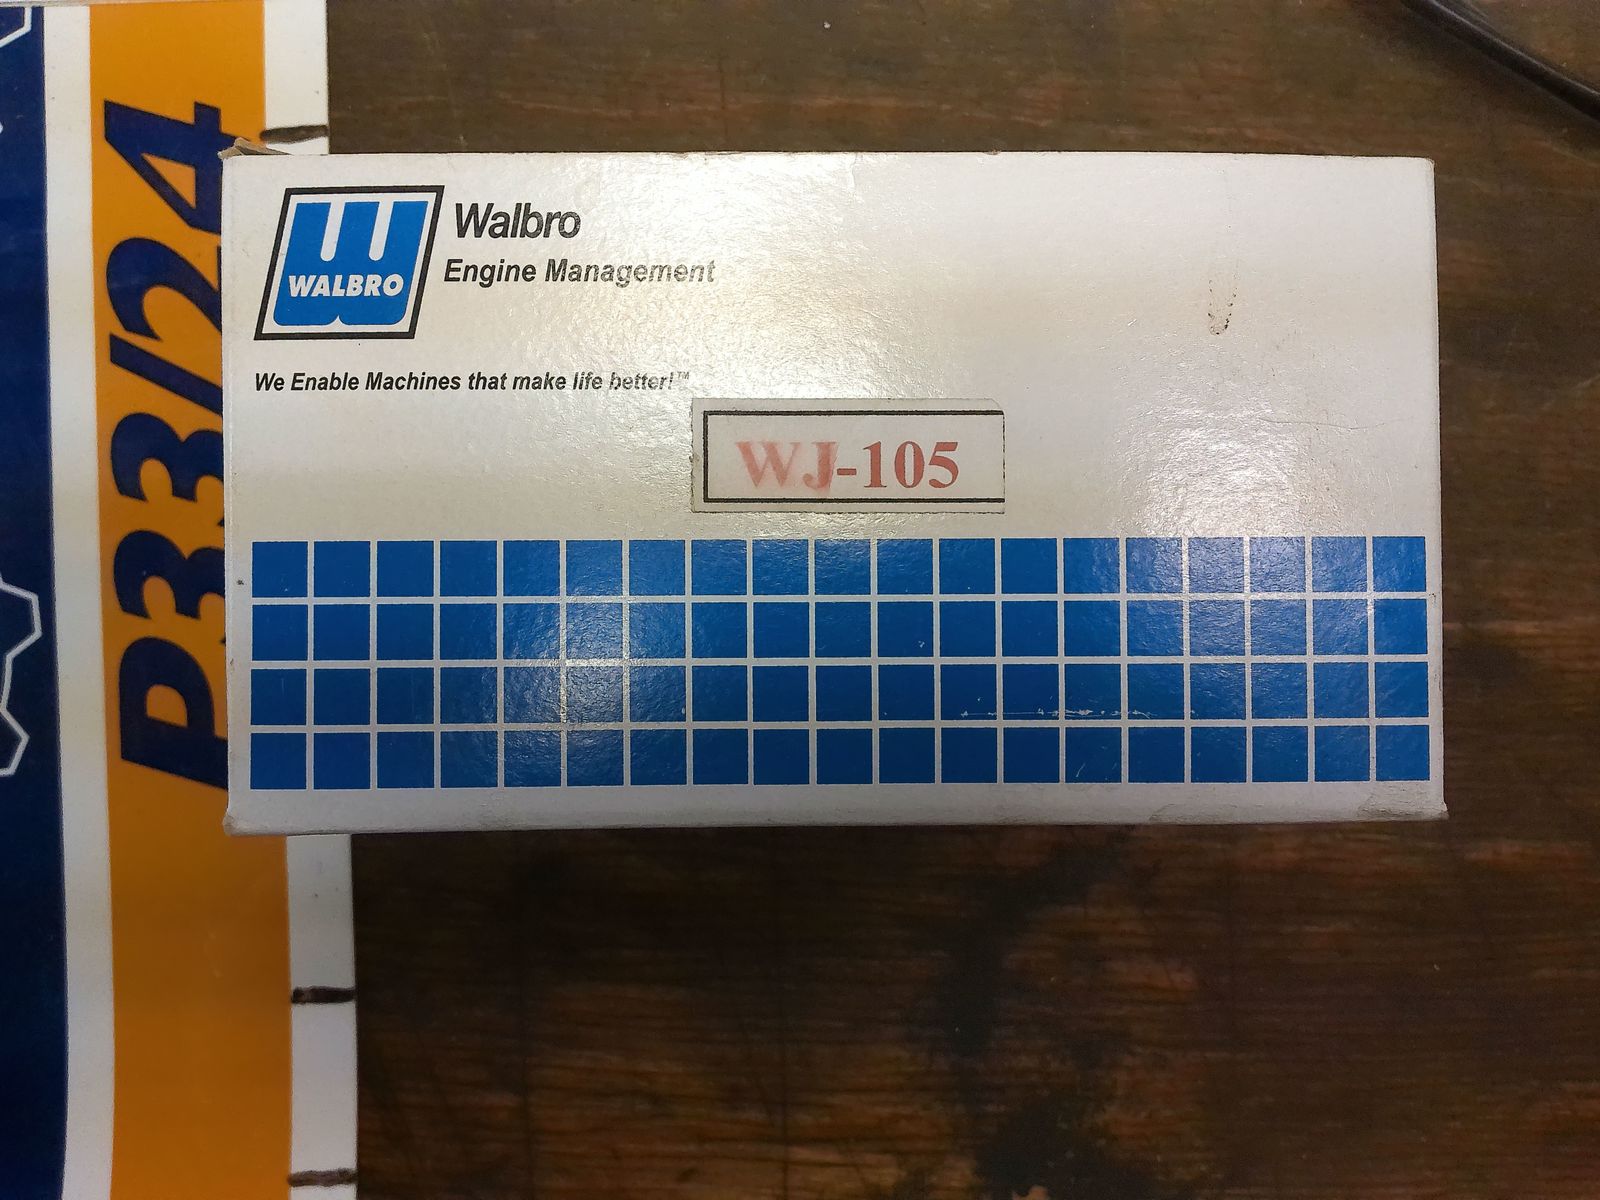 P33/24
WALBRO
Walbro
Engine Management
We Enable Machines that make life better!™
WJ-105